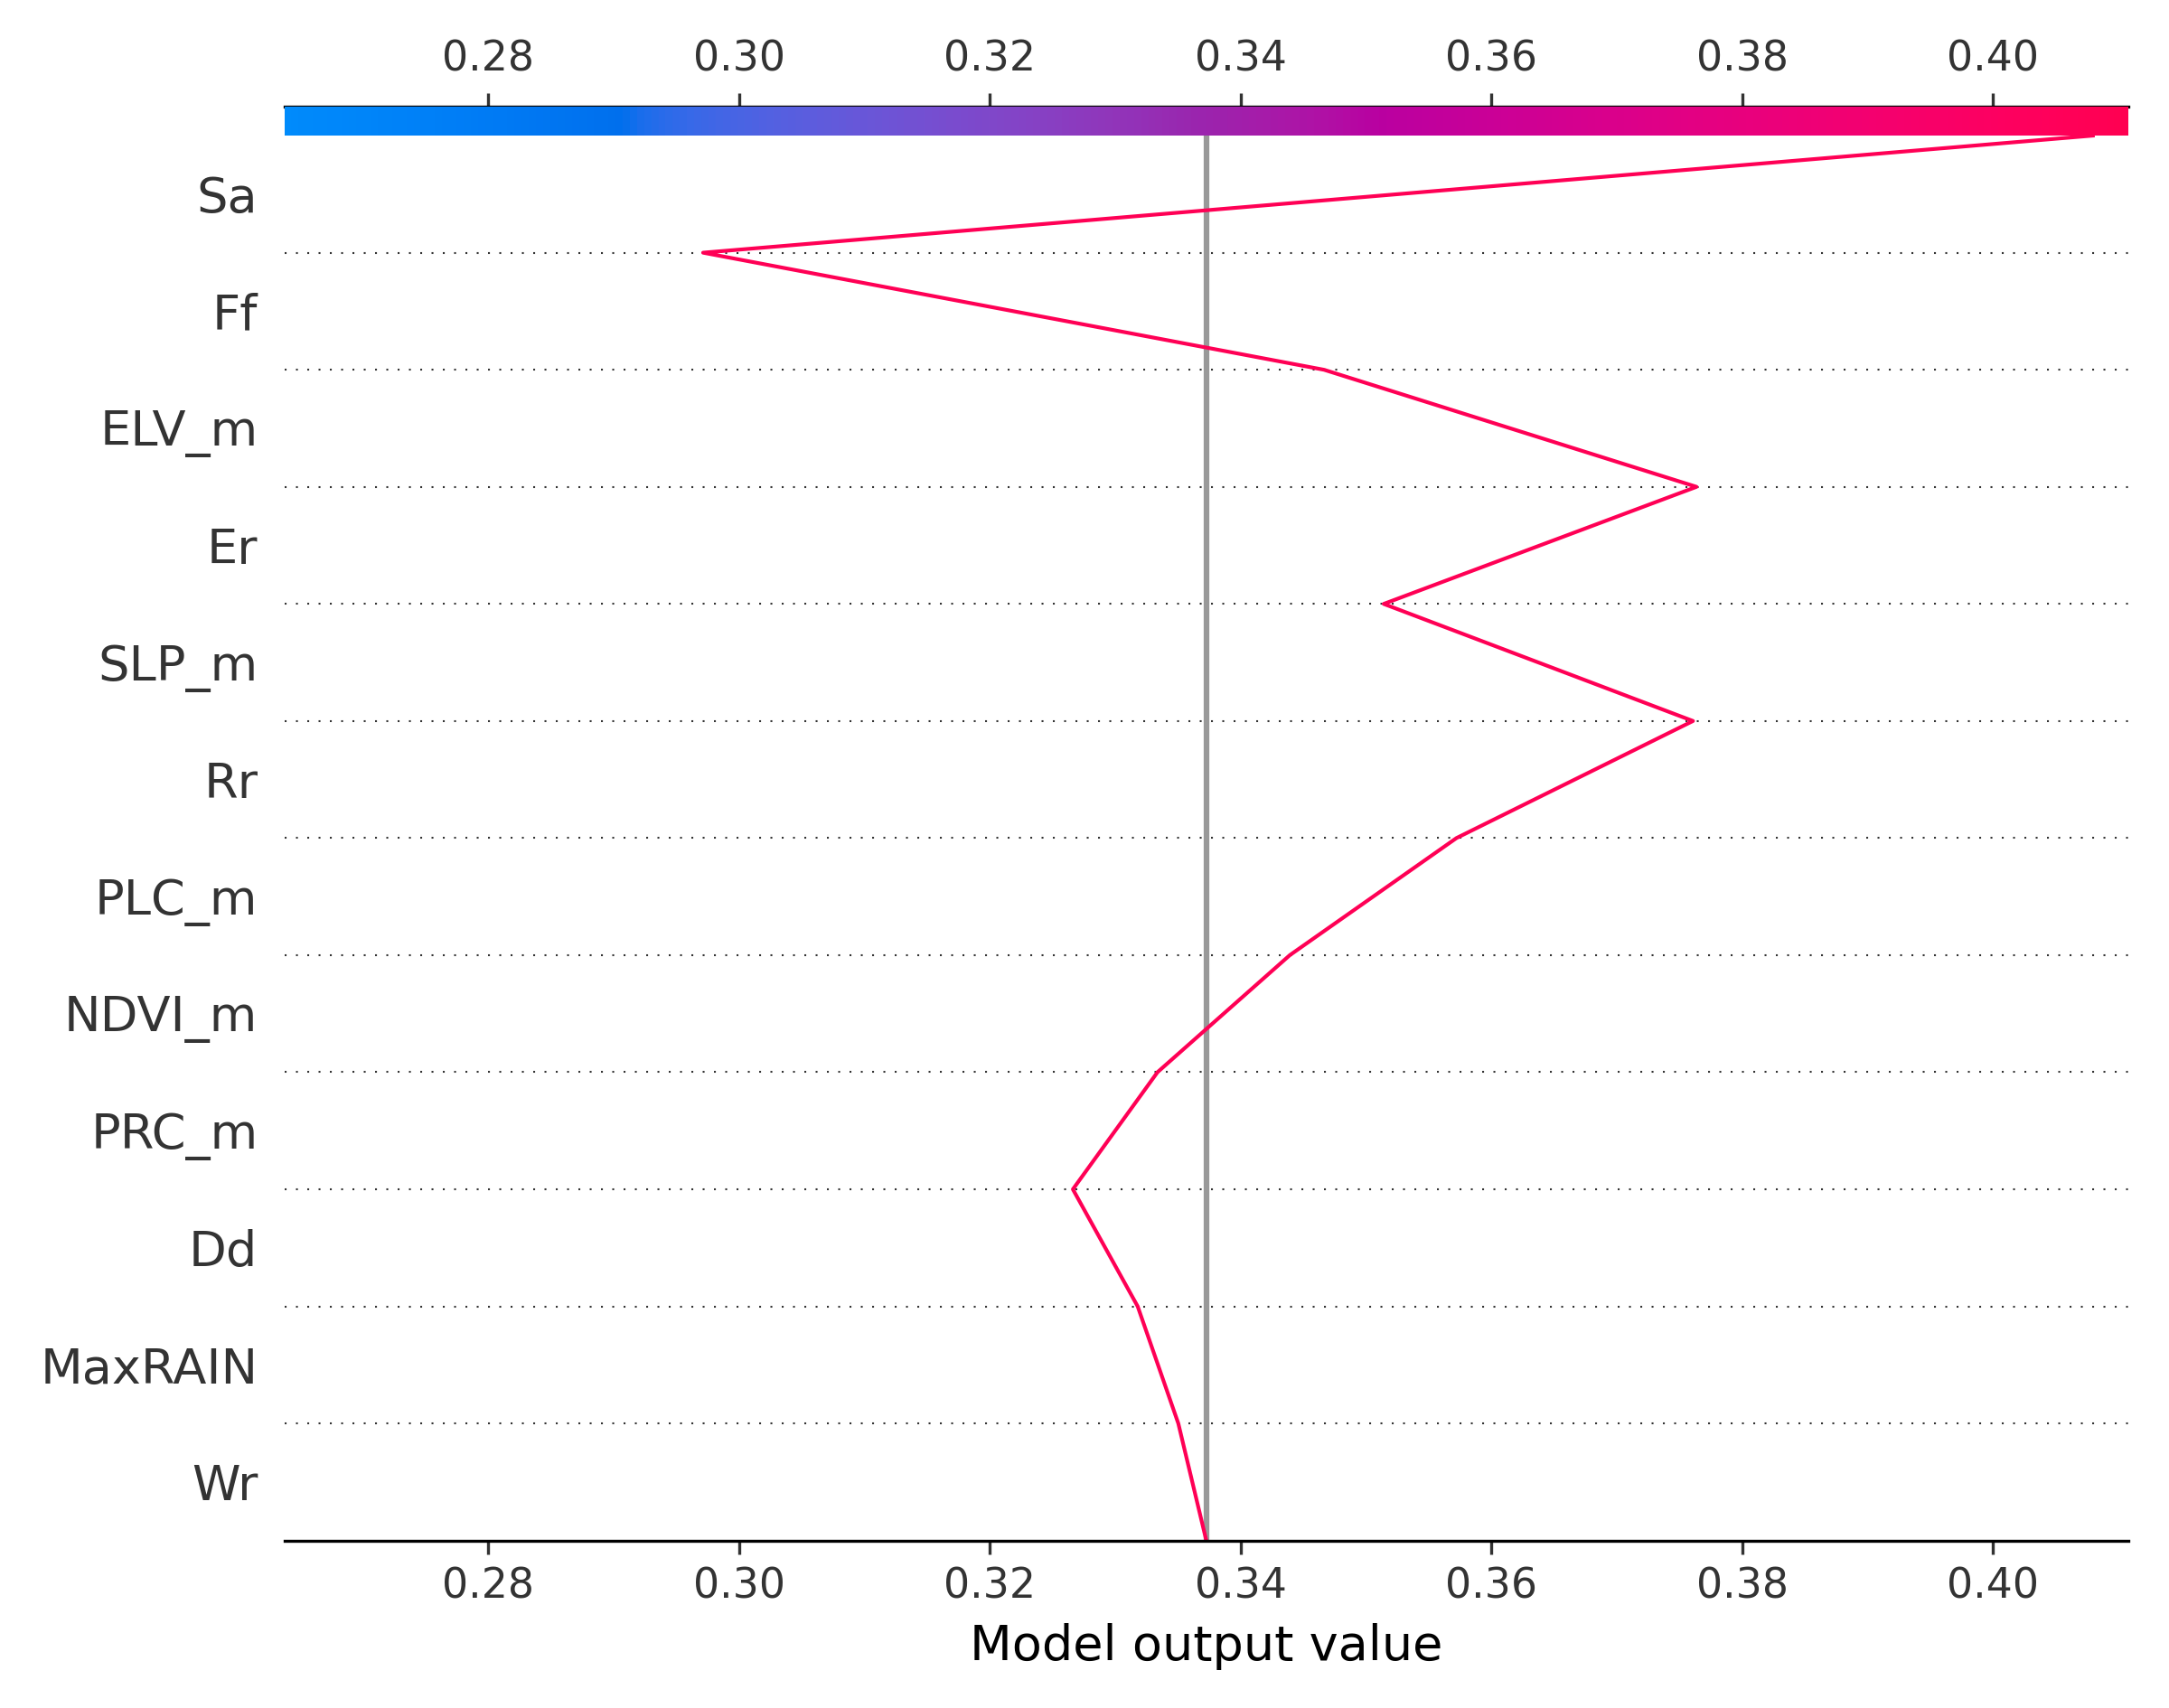 0.28 0.30 0.32 0.34 0.36 0.38 0.40
Sa
Ff
ELV_m
Er
SLP_m
Rr
PLC_m
NDVI_m
PRC_m
Dd
MaxRAIN
Wr
0.28 0.30 0.32 0.34 0.36 0.38 0.40
Model output value